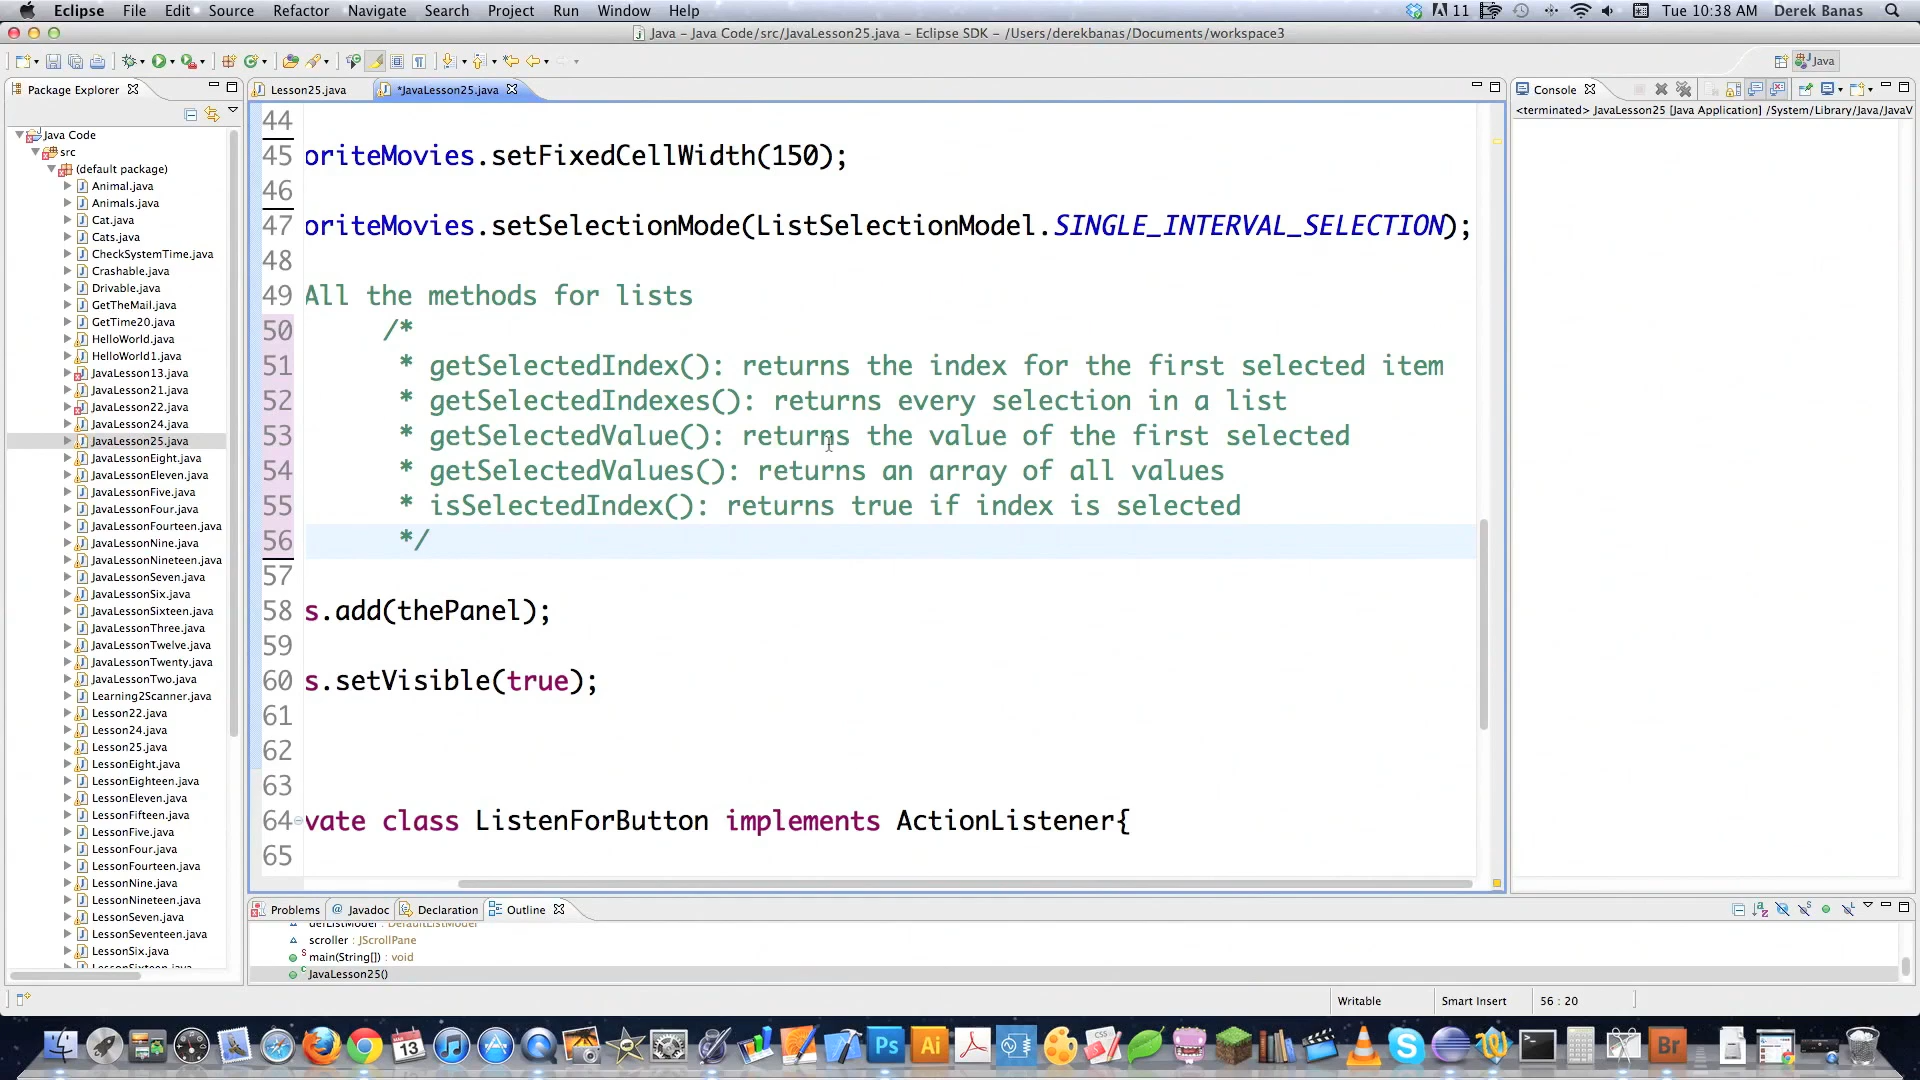 Eclipse File Edit Source Refactor Navigate Search Project Run Window Help
11 Tue 10:38 AM Derek Banas
Java – Java Code/src/JavaLesson25.java – Eclipse SDK – /Users/derekbanas/Documents/workspace3
Java
Package Explorer
Java Code
src
(default package)
Animal.java
Animals.java
Cat.java
Cats.java
CheckSystemTime.java
Crashable.java
Drivable.java
GetTheMail.java
GetTime20.java
HelloWorld.java
HelloWorld1.java
JavaLesson13.java
JavaLesson21.java
JavaLesson22.java
JavaLesson24.java
JavaLesson25.java
JavaLessonEight.java
JavaLessonEleven.java
JavaLessonFive.java
JavaLessonFour.java
JavaLessonFourteen.java
JavaLessonNine.java
JavaLessonNineteen.java
JavaLessonSeven.java
JavaLessonSix.java
JavaLessonSixteen.java
JavaLessonThree.java
JavaLessonTwelve.java
JavaLessonTwenty.java
JavaLessonTwo.java
Learning2Scanner.java
Lesson22.java
Lesson24.java
Lesson25.java
LessonEight.java
LessonEighteen.java
LessonEleven.java
LessonFifteen.java
LessonFive.java
LessonFour.java
LessonFourteen.java
LessonNine.java
LessonNineteen.java
LessonSeven.java
LessonSeventeen.java
LessonSix.java
LessonSixteen.java
Lesson25.java *JavaLesson25.java
44
45 oriteMovies.setFixedCellWidth(150);
46
47 oriteMovies.setSelectionMode(ListSelectionModel.SINGLE_INTERVAL_SELECTION);
48
49 All the methods for lists
50 /*
51 * getSelectedIndex(): returns the index for the first selected item
52 * getSelectedIndexes(): returns every selection in a list
53 * getSelectedValue(): returns the value of the first selected
54 * getSelectedValues(): returns an array of all values
55 * isSelectedIndex(): returns true if index is selected
56 */
57
58 s.add(thePanel);
59
60 s.setVisible(true);
61
62
63
64 vate class ListenForButton implements ActionListener{
65
Console
<terminated> JavaLesson25 [Java Application] /System/Library/Java/JavaV
Problems Javadoc Declaration Outline
defListModel : DefaultListModel
scroller : JScrollPane
main(String[]) : void
JavaLesson25()
Writable Smart Insert 56 : 20
13 CSS Ps Ai Br